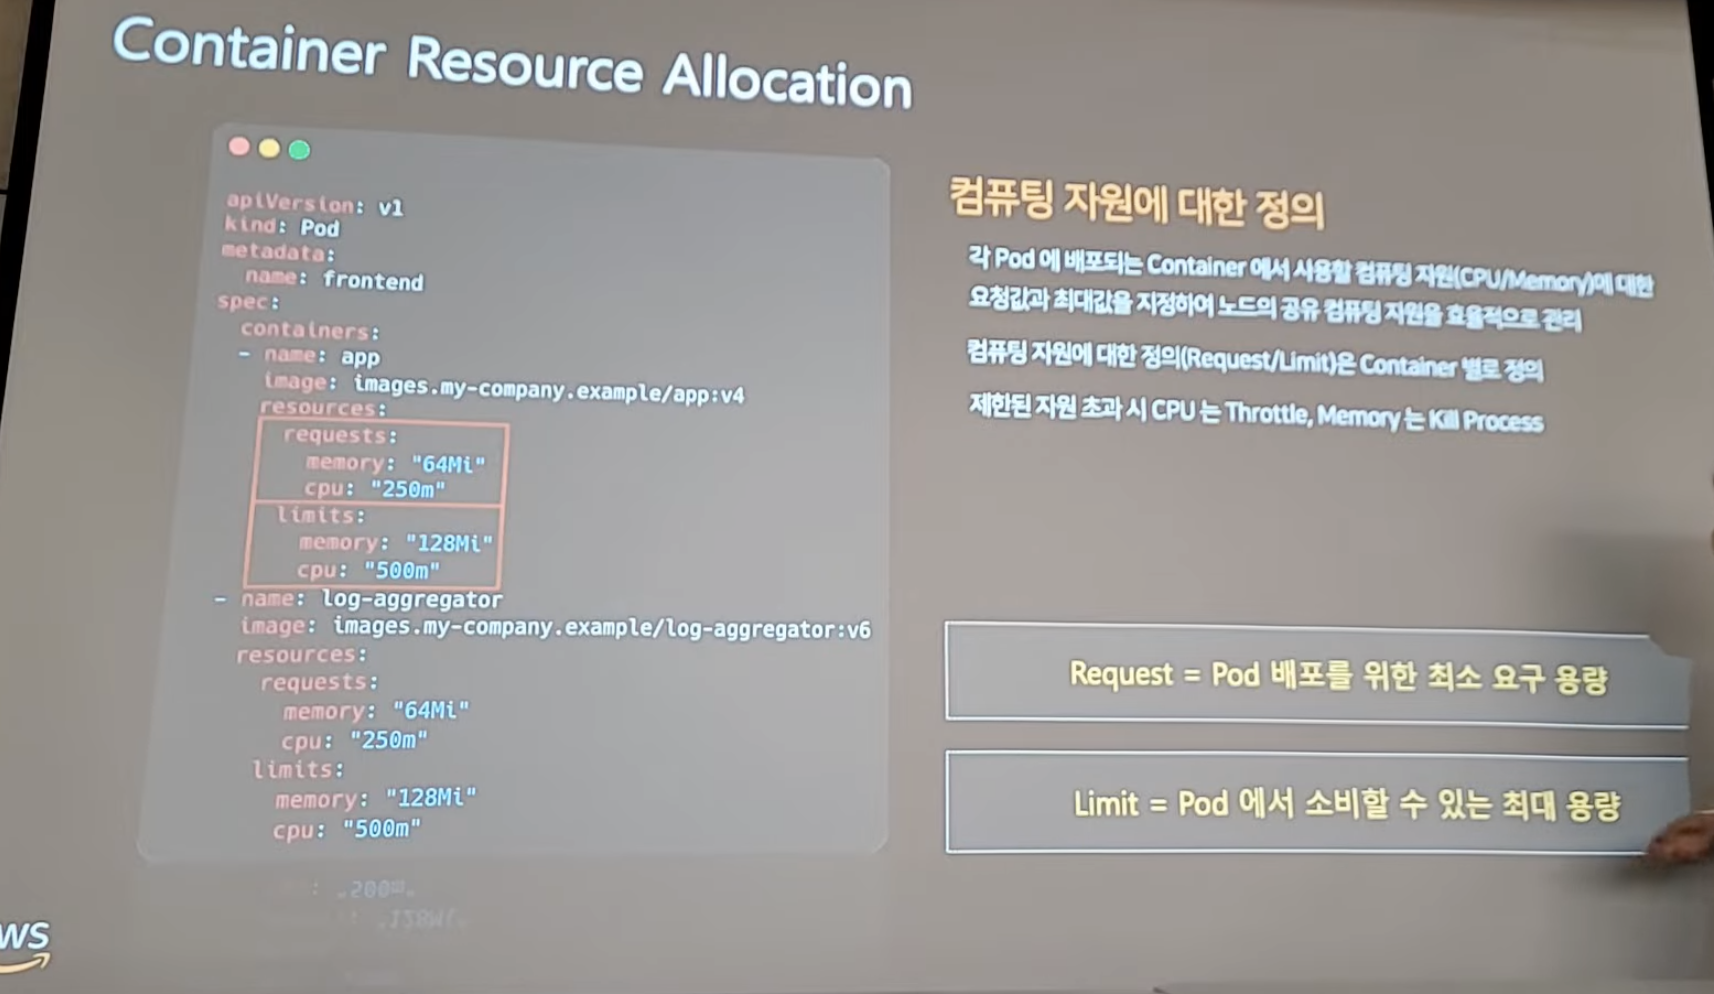 Container Resource Allocation
apiVersion: v1
kind: Pod
metadata:
name: frontend
spec:
containers:
- name: app
image: images.my-company.example/app:v4
resources:
requests:
memory: "64Mi"
cpu: "250m"
limits:
memory: "128Mi"
cpu: "500m"
- name: log-aggregator
image: images.my-company.example/log-aggregator:v6
resources:
requests:
memory: "64Mi"
cpu: "250m"
limits:
memory: "128Mi"
cpu: "500m"
컴퓨팅 자원에 대한 정의
각 Pod 에 배포되는 Container 에서 사용할 컴퓨팅 자원(CPU/Memory)에 대한
요청값과 최대값을 지정하여 노드의 공유 컴퓨팅 자원을 효율적으로 관리
컴퓨팅 자원에 대한 정의(Request/Limit)은 Container 별로 정의
제한된 자원 초과 시 CPU 는 Throttle, Memory 는 Kill Process
Request = Pod 배포를 위한 최소 요구 용량
Limit = Pod 에서 소비할 수 있는 최대 용량
ws